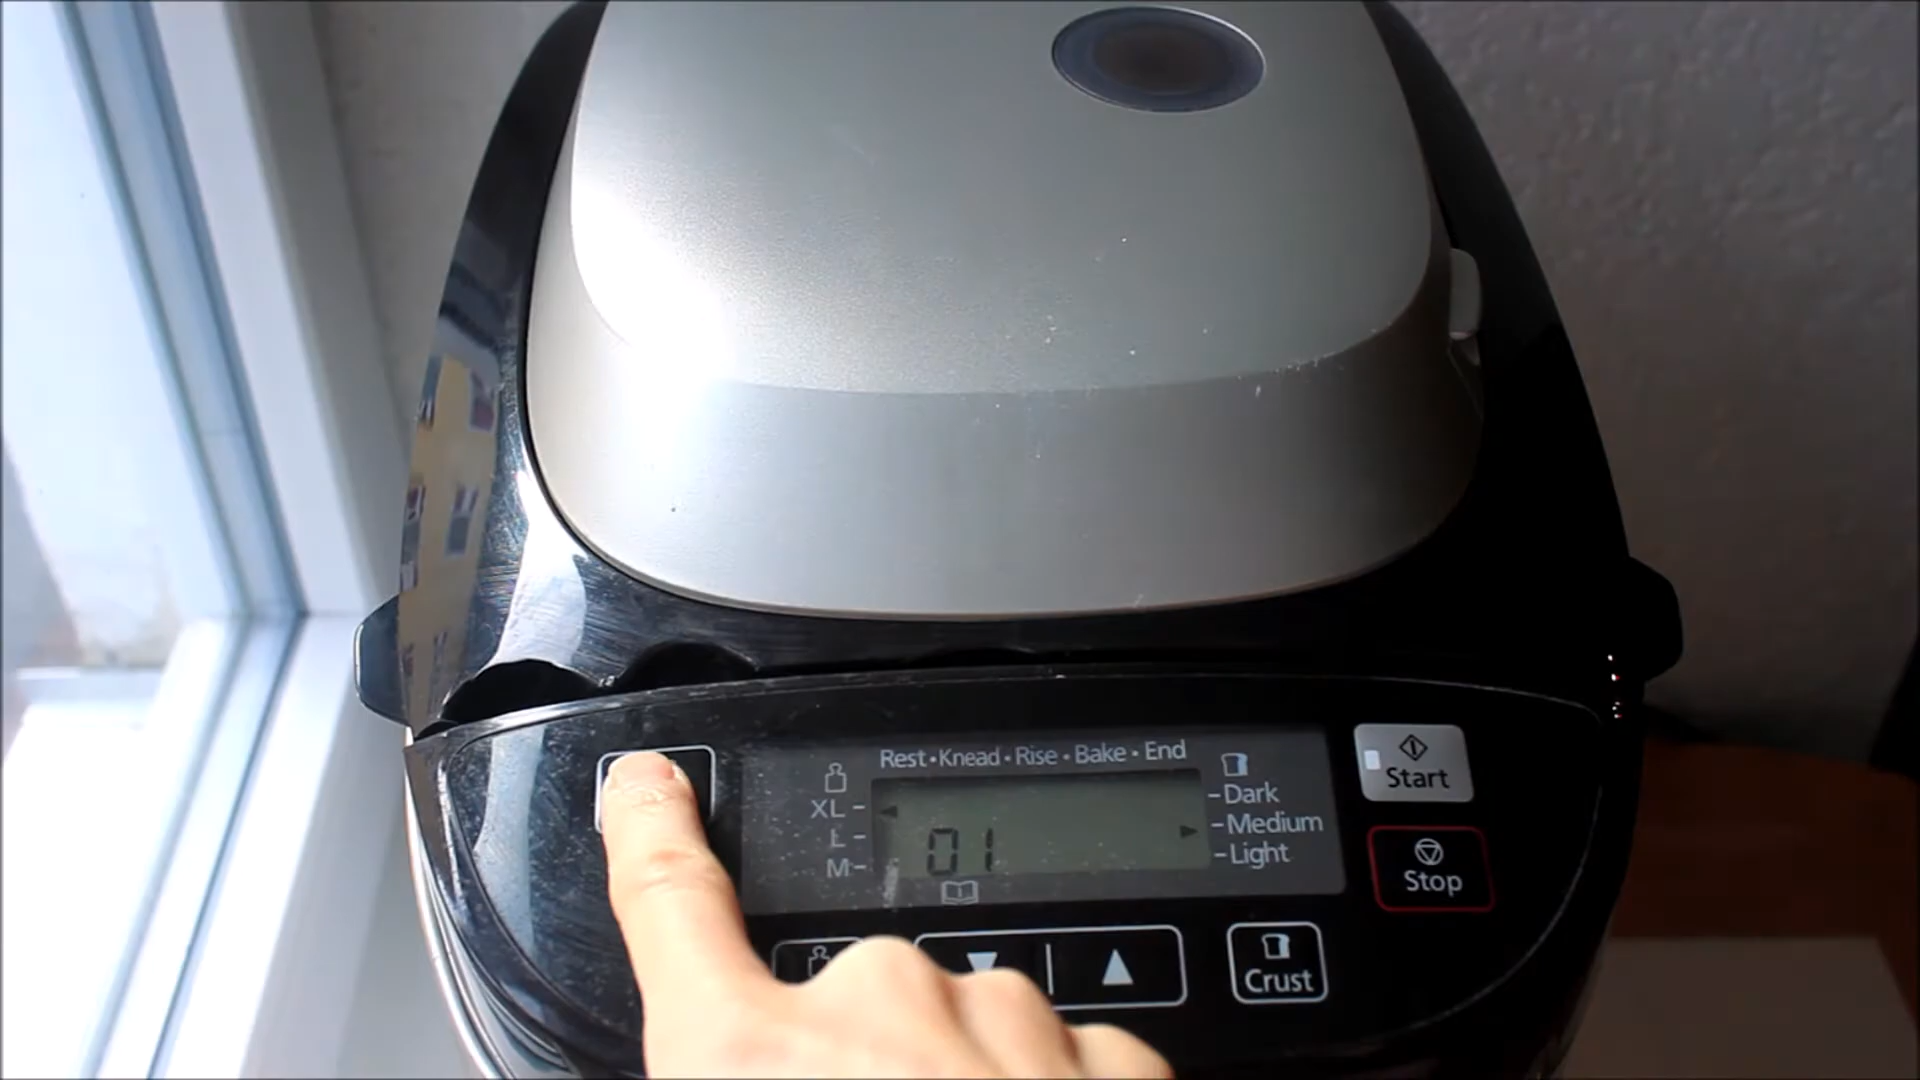 Rest • Knead • Rise • Bake • End
XL –
L –
M –
01
– Dark
– Medium
– Light
Start
Stop
▼ | ▲
Crust